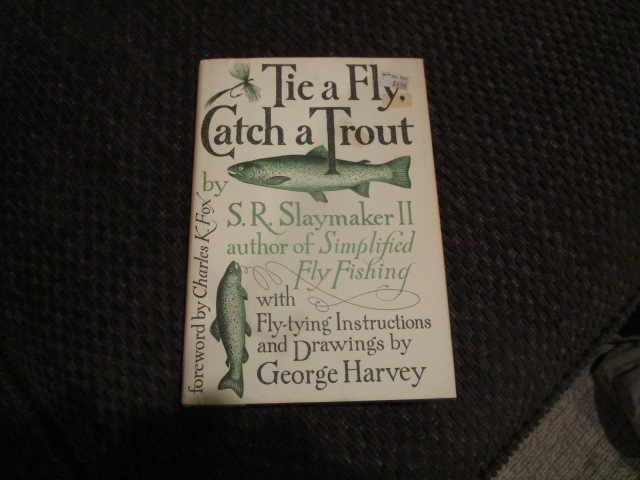 Tie a Fly,
Catch a Trout
by
S. R. Slaymaker II
author of Simplified
Fly Fishing
with
Fly-tying Instructions
and Drawings by
George Harvey
foreword by Charles K. Fox